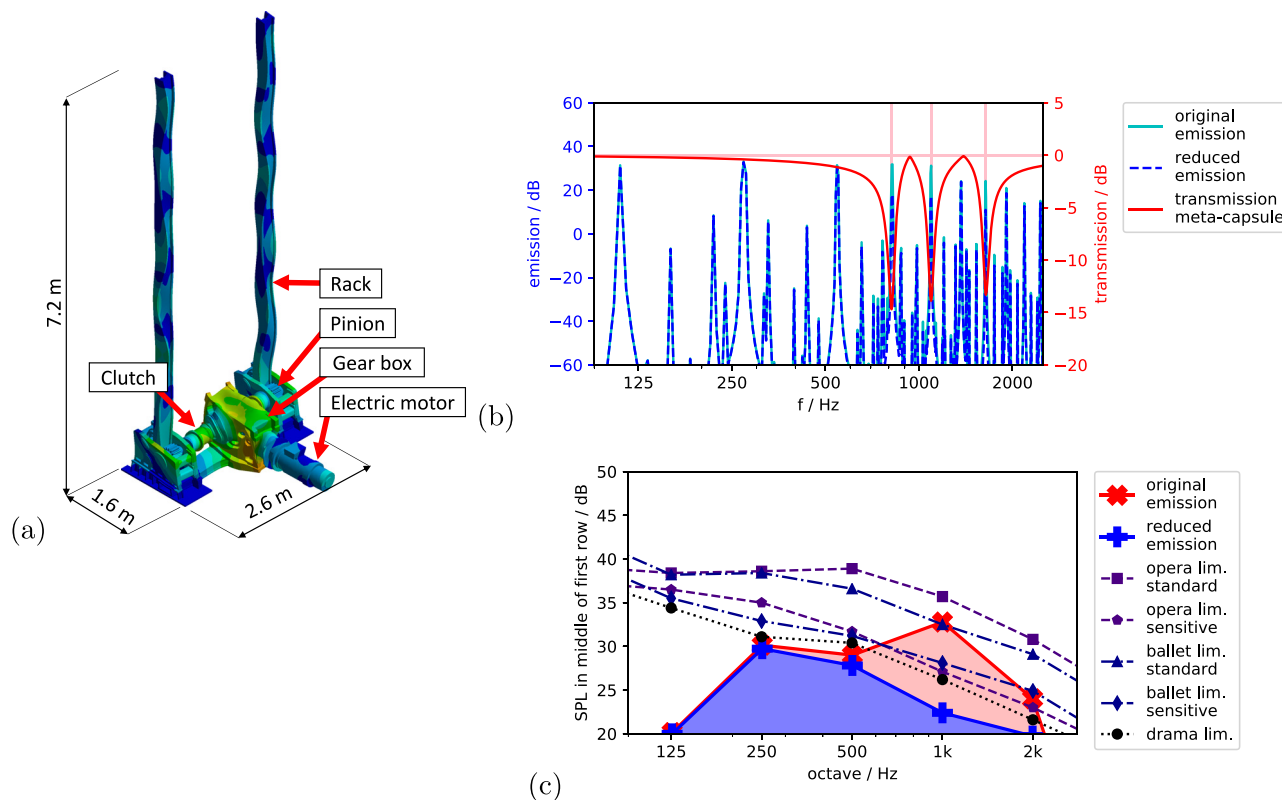 (a)
7.2 m
1.6 m
2.6 m
Rack
Pinion
Gear box
Clutch
Electric motor
(b)
60
40
20
0
−20
−40
−60
emission / dB
125
250
500
1000
2000
f / Hz
5
0
−5
−10
−15
−20
transmission / dB
original
emission
reduced
emission
transmission
meta-capsule
(c)
50
45
40
35
30
25
20
SPL in middle of first row / dB
125
250
500
1k
2k
octave / Hz
original
emission
reduced
emission
opera lim.
standard
opera lim.
sensitive
ballet lim.
standard
ballet lim.
sensitive
drama lim.